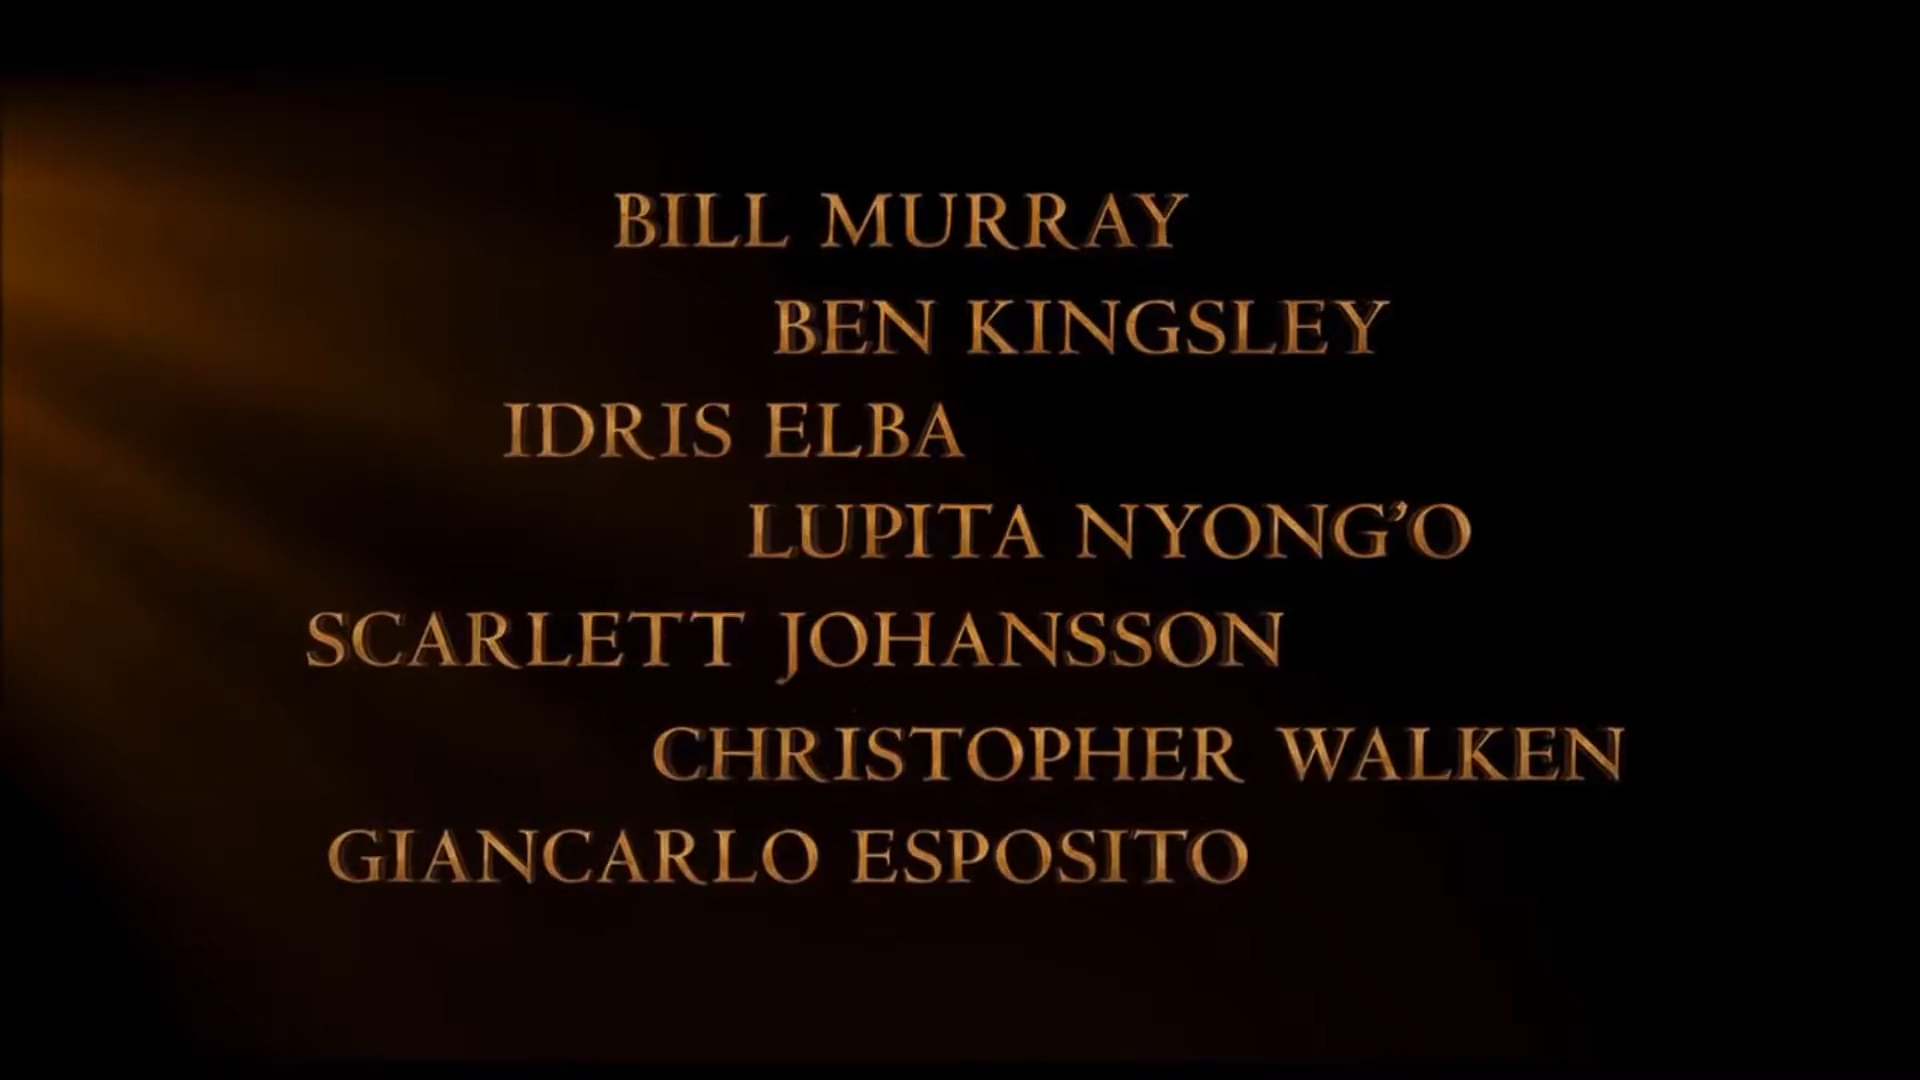 BILL MURRAY
BEN KINGSLEY
IDRIS ELBA
LUPITA NYONG’O
SCARLETT JOHANSSON
CHRISTOPHER WALKEN
GIANCARLO ESPOSITO